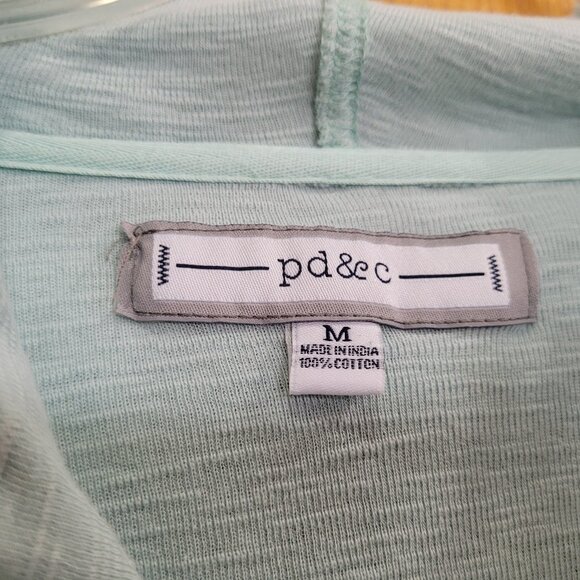 pd&c
M
MADE IN INDIA
100% COTTON